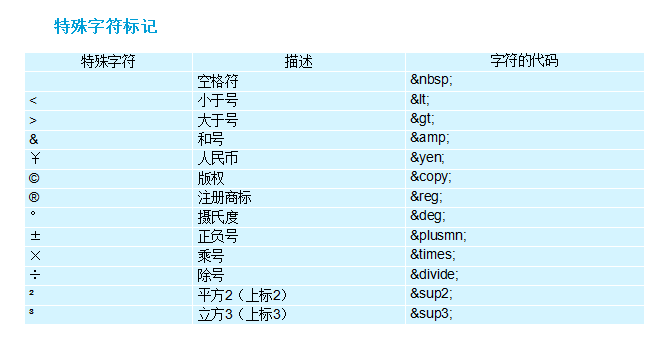 特殊字符标记
特殊字符 描述 字符的代码
空格符 &nbsp;
< 小于号 &lt;
> 大于号 &gt;
& 和号 &amp;
￥ 人民币 &yen;
© 版权 &copy;
® 注册商标 &reg;
° 摄氏度 &deg;
± 正负号 &plusmn;
× 乘号 &times;
÷ 除号 &divide;
² 平方2（上标2） &sup2;
³ 立方3（上标3） &sup3;